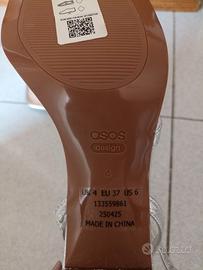 asos
design
UK 4 EU 37 US 6
133559861
250425
MADE IN CHINA